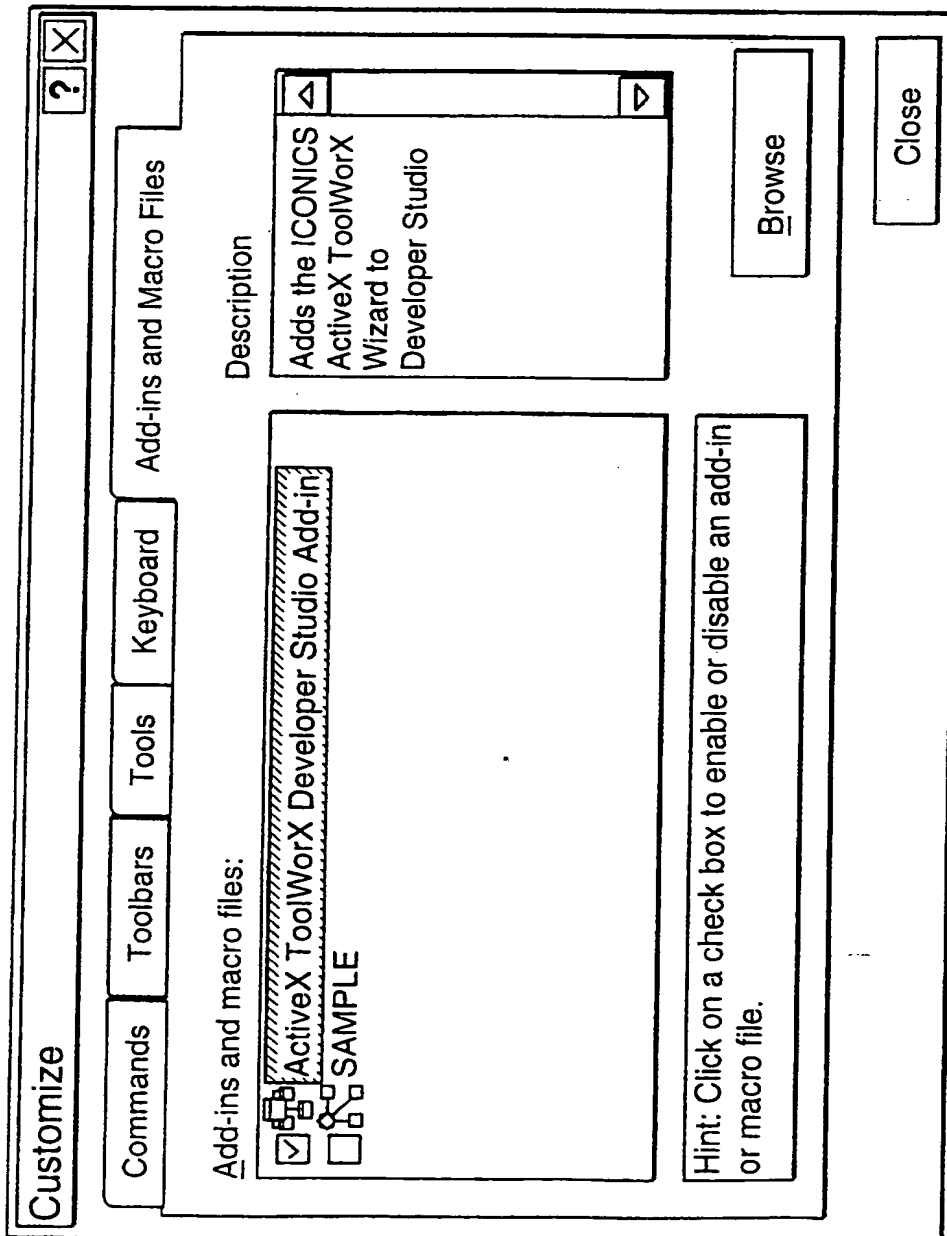 Customize
? X
Commands
Toolbars
Tools
Keyboard
Add-ins and Macro Files
Add-ins and macro files:
ActiveX ToolWorX Developer Studio Add-in
SAMPLE
Description
Adds the ICONICS
ActiveX ToolWorX
Wizard to
Developer Studio
Hint: Click on a check box to enable or disable an add-in
or macro file.
Browse
Close